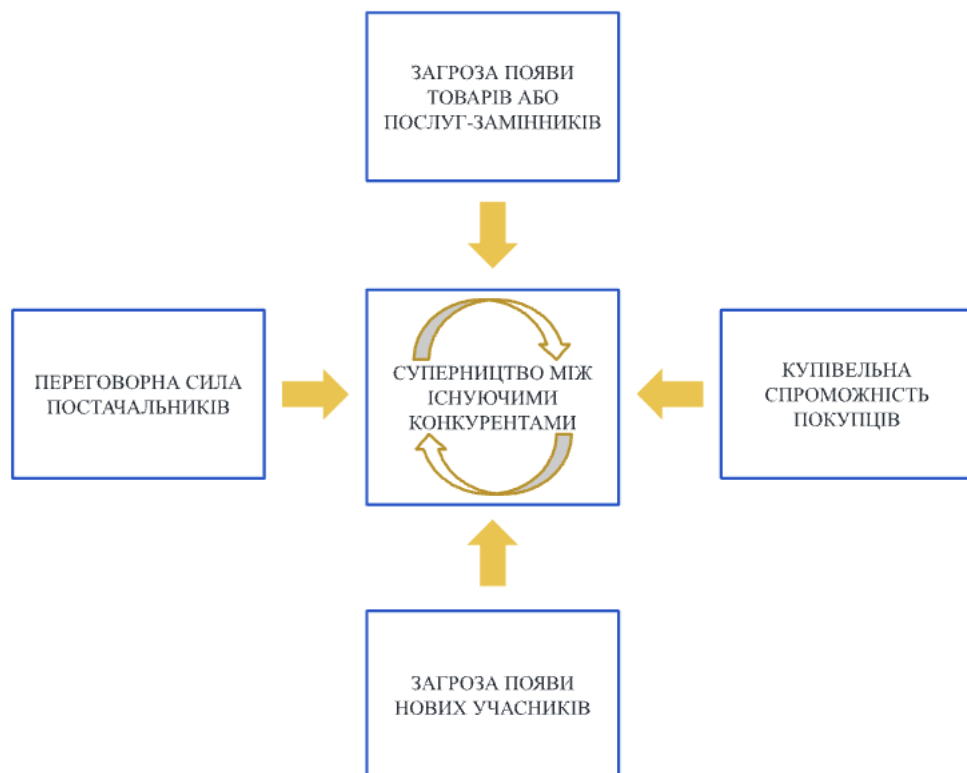 ЗАГРОЗА ПОЯВИ
ТОВАРІВ АБО
ПОСЛУГ-ЗАМІННИКІВ
ПЕРЕГОВОРНА СИЛА
ПОСТАЧАЛЬНИКІВ
СУПЕРНИЦТВО МІЖ
ІСНУЮЧИМИ
КОНКУРЕНТАМИ
КУПІВЕЛЬНА
СПРОМОЖНІСТЬ
ПОКУПЦІВ
ЗАГРОЗА ПОЯВИ
НОВИХ УЧАСНИКІВ